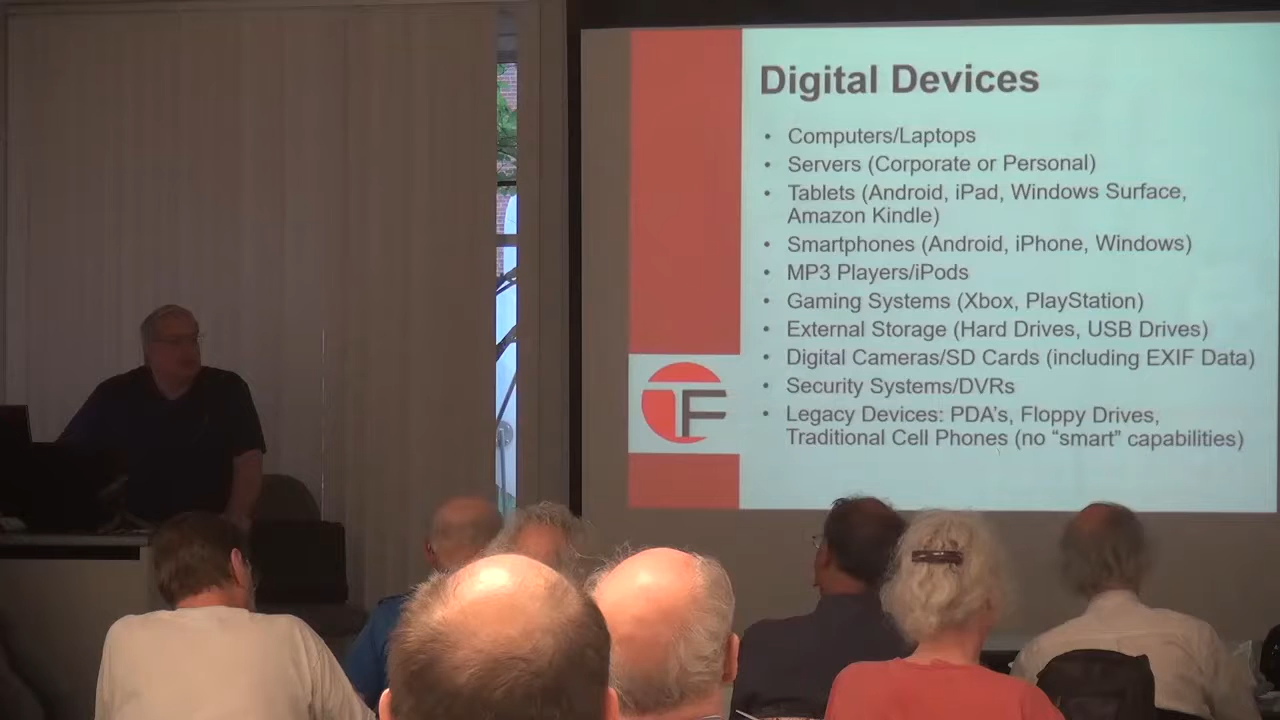 Digital Devices
• Computers/Laptops
• Servers (Corporate or Personal)
• Tablets (Android, iPad, Windows Surface,
Amazon Kindle)
• Smartphones (Android, iPhone, Windows)
• MP3 Players/iPods
• Gaming Systems (Xbox, PlayStation)
• External Storage (Hard Drives, USB Drives)
• Digital Cameras/SD Cards (including EXIF Data)
• Security Systems/DVRs
• Legacy Devices: PDA's, Floppy Drives,
Traditional Cell Phones (no “smart” capabilities)
TF